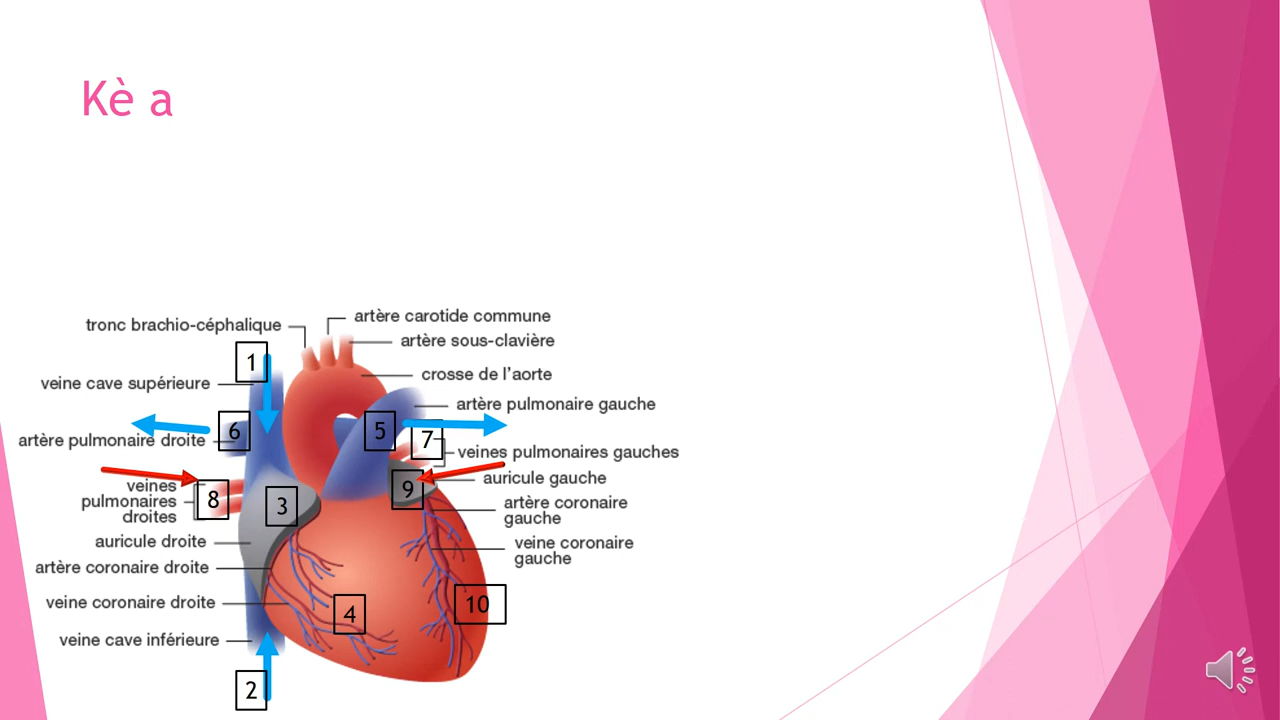 Kè a
tronc brachio-céphalique
artère carotide commune
artère sous-clavière
1
crosse de l'aorte
veine cave supérieure
artère pulmonaire gauche
6
5
7
artère pulmonaire droite
veines pulmonaires gauches
auricule gauche
veines
pulmonaires
droites
8
3
9
artère coronaire
gauche
auricule droite
veine coronaire
gauche
artère coronaire droite
veine coronaire droite
4
10
veine cave inférieure
2